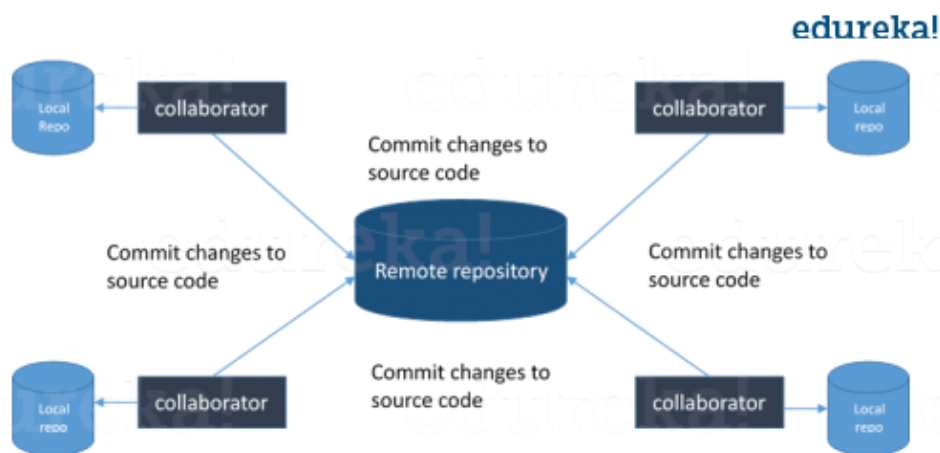 edureka!
Local
Repo
collaborator
collaborator
Local
repo
Commit changes to
source code
Commit changes to
source code
Remote repository
Commit changes to
source code
Commit changes to
source code
Local
repo
collaborator
collaborator
Local
repo